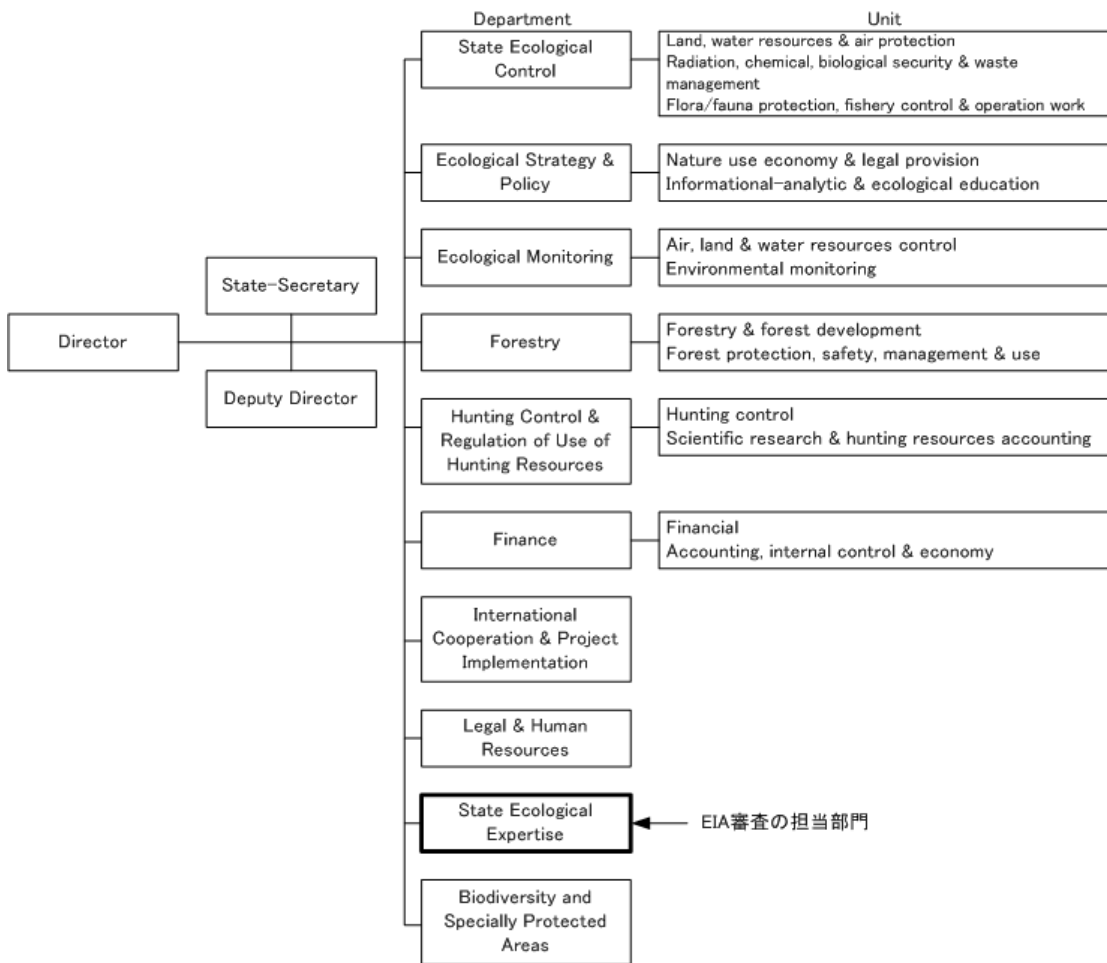 Department
Unit
State Ecological
Control
Land, water resources & air protection
Radiation, chemical, biological security & waste
management
Flora/fauna protection, fishery control & operation work
Ecological Strategy &
Policy
Nature use economy & legal provision
Informational-analytic & ecological education
Ecological Monitoring
Air, land & water resources control
Environmental monitoring
State-Secretary
Director
Deputy Director
Forestry
Forestry & forest development
Forest protection, safety, management & use
Hunting Control &
Regulation of Use of
Hunting Resources
Hunting control
Scientific research & hunting resources accounting
Finance
Financial
Accounting, internal control & economy
International
Cooperation & Project
Implementation
Legal & Human
Resources
State Ecological
Expertise
EIA審査の担当部門
Biodiversity and
Specially Protected
Areas